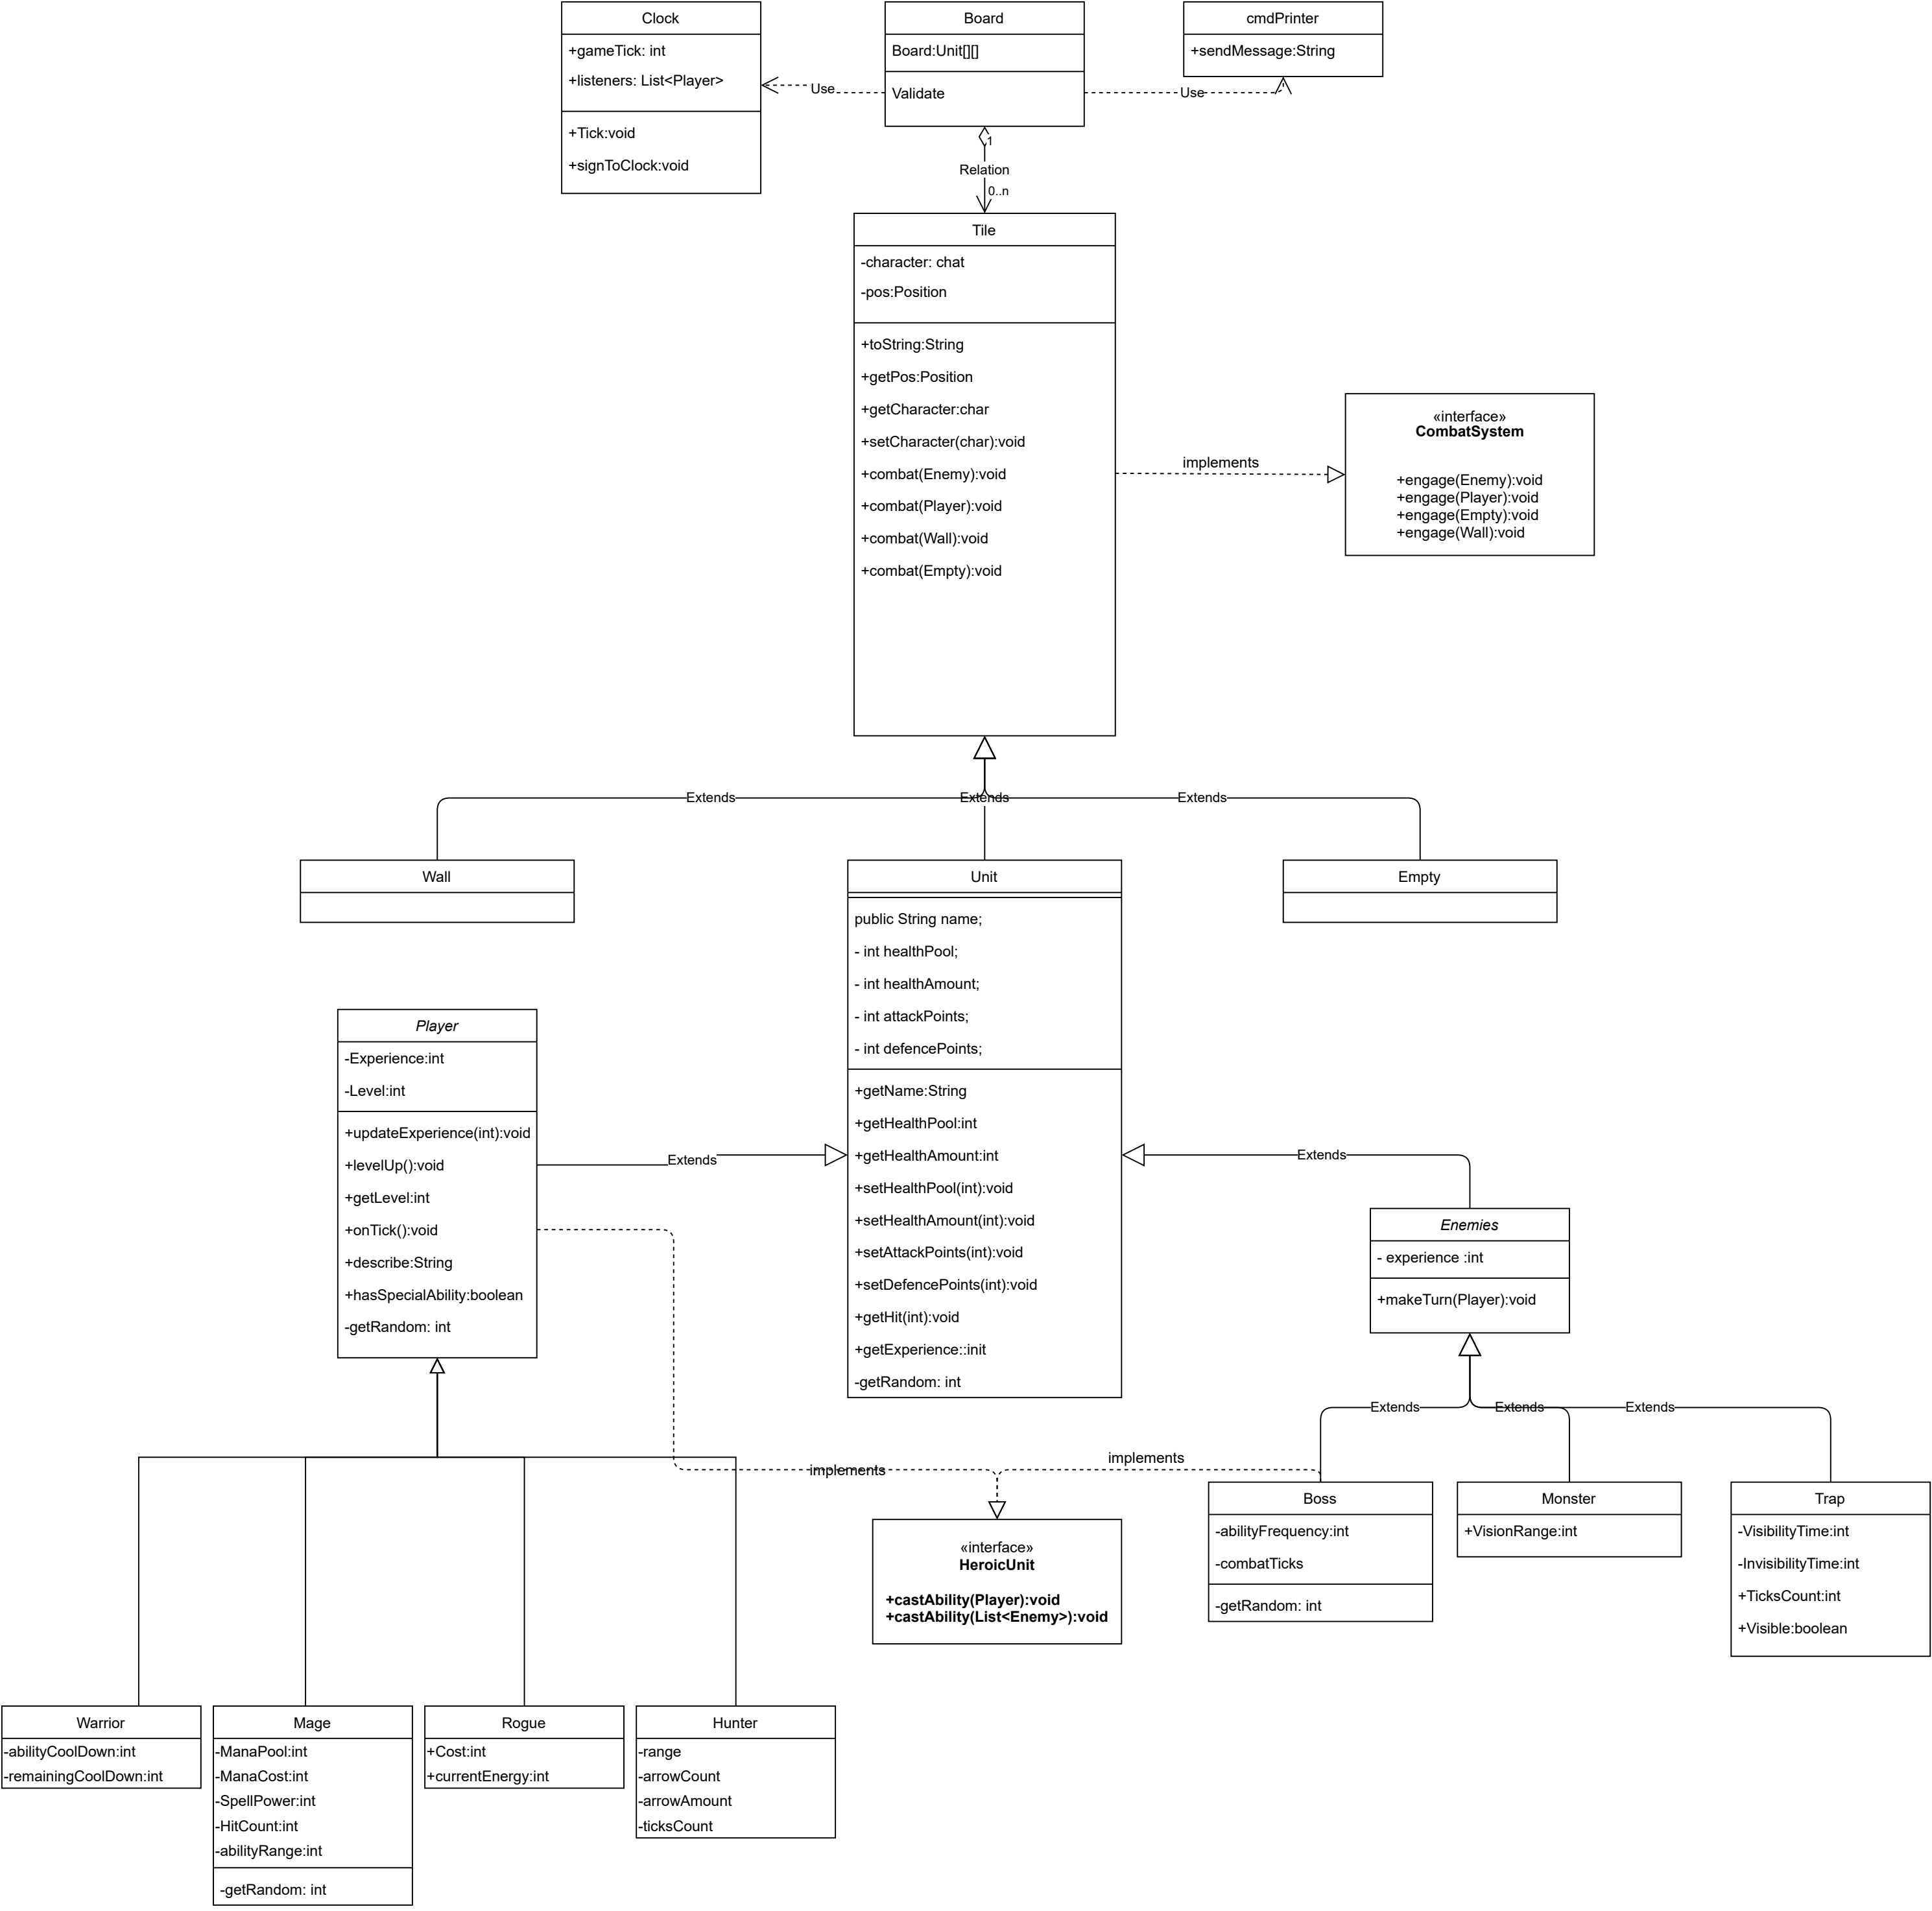 Clock
+gameTick: int
+listeners: List<Player>
+Tick:void
+signToClock:void
Use
Board
Board:Unit[][]
Validate
Use
cmdPrinter
+sendMessage:String
1
Relation
0..n
Tile
-character: chat
-pos:Position
+toString:String
+getPos:Position
+getCharacter:char
+setCharacter(char):void
+combat(Enemy):void
+combat(Player):void
+combat(Wall):void
+combat(Empty):void
implements
«interface»
CombatSystem
+engage(Enemy):void
+engage(Player):void
+engage(Empty):void
+engage(Wall):void
Extends
Extends
Extends
Wall
Unit
public String name;
- int healthPool;
- int healthAmount;
- int attackPoints;
- int defencePoints;
+getName:String
+getHealthPool:int
+getHealthAmount:int
+setHealthPool(int):void
+setHealthAmount(int):void
+setAttackPoints(int):void
+setDefencePoints(int):void
+getHit(int):void
+getExperience::init
-getRandom: int
Empty
Player
-Experience:int
-Level:int
+updateExperience(int):void
+levelUp():void
+getLevel:int
+onTick():void
+describe:String
+hasSpecialAbility:boolean
-getRandom: int
Extends
Extends
Enemies
- experience :int
+makeTurn(Player):void
Extends
Extends
Extends
implements
implements
«interface»
HeroicUnit
+castAbility(Player):void
+castAbility(List<Enemy>):void
Boss
-abilityFrequency:int
-combatTicks
-getRandom: int
Monster
+VisionRange:int
Trap
-VisibilityTime:int
-InvisibilityTime:int
+TicksCount:int
+Visible:boolean
Warrior
-abilityCoolDown:int
-remainingCoolDown:int
Mage
-ManaPool:int
-ManaCost:int
-SpellPower:int
-HitCount:int
-abilityRange:int
-getRandom: int
Rogue
+Cost:int
+currentEnergy:int
Hunter
-range
-arrowCount
-arrowAmount
-ticksCount